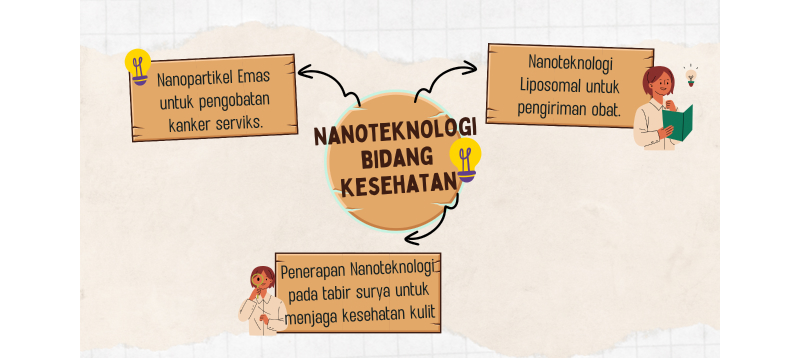 Nanopartikel Emas
untuk pengobatan
kanker serviks.
Nanoteknologi
Liposomal untuk
pengiriman obat.
NANOTEKNOLOGI
BIDANG
KESEHATAN
Penerapan Nanoteknologi
pada tabir surya untuk
menjaga kesehatan kulit